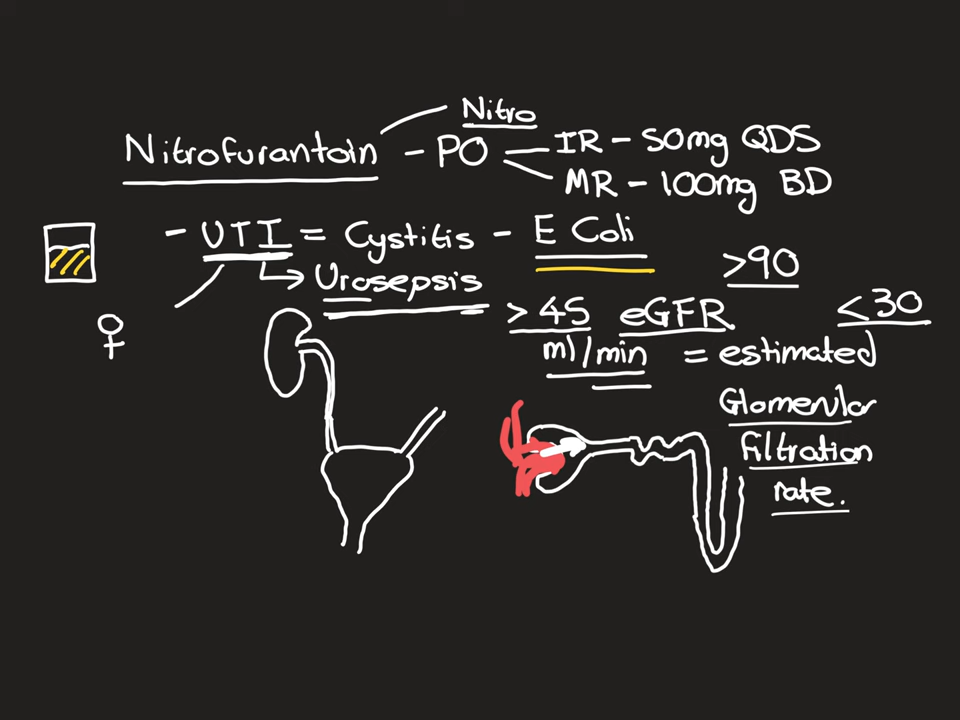 Nitro
Nitrofurantoin - PO
IR - 50mg QDS
MR - 100mg BD
- UTI = Cystitis - E Coli
Urosepsis
>90
>45 eGFR <30
ml/min = estimated
Glomerular
filtration
rate.